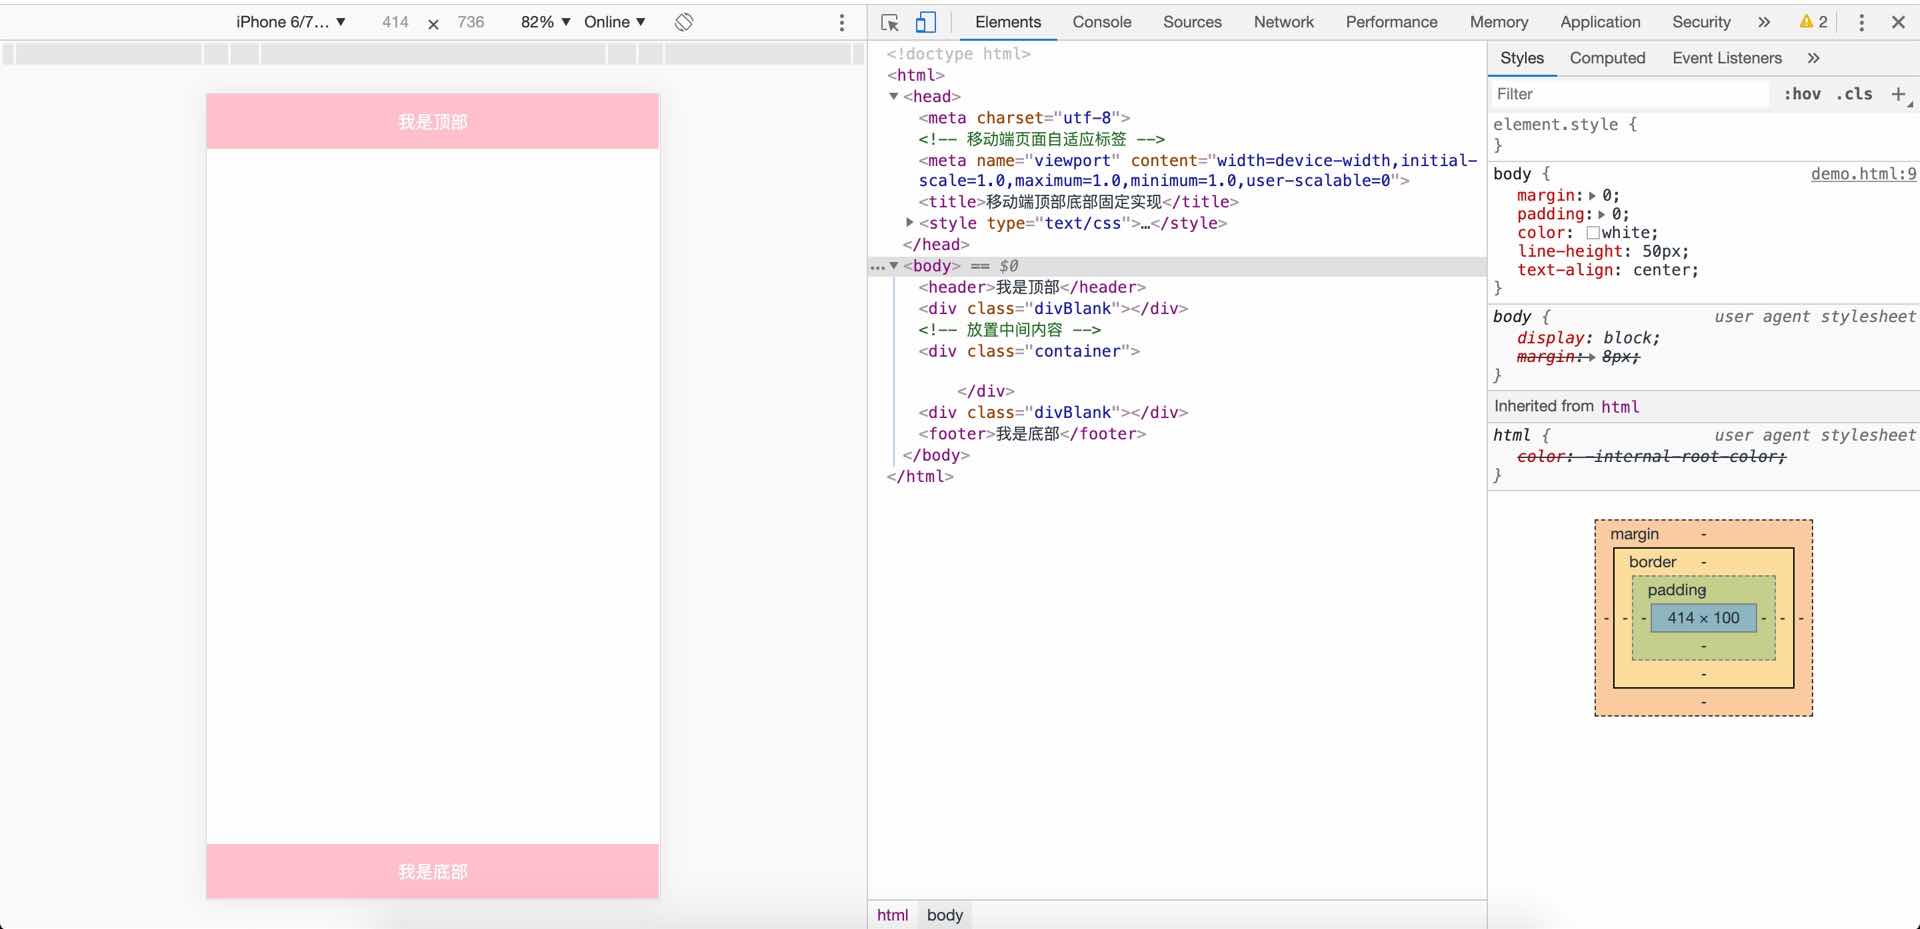 iPhone 6/7… ▼ 414 × 736 82% ▼ Online ▼
Elements Console Sources Network Performance Memory Application Security » 2
我是顶部
我是底部
<!doctype html>
<html>
▼<head>
<meta charset="utf-8">
<!-- 移动端页面自适应标签 -->
<meta name="viewport" content="width=device-width,initial-
scale=1.0,maximum=1.0,minimum=1.0,user-scalable=0">
<title>移动端顶部底部固定实现</title>
▶<style type="text/css">…</style>
</head>
…▼<body> == $0
<header>我是顶部</header>
<div class="divBlank"></div>
<!-- 放置中间内容 -->
<div class="container">
</div>
<div class="divBlank"></div>
<footer>我是底部</footer>
</body>
</html>
html body
Styles Computed Event Listeners »
Filter :hov .cls +
element.style {
}
body { demo.html:9
margin:▶ 0;
padding:▶ 0;
color: white;
line-height: 50px;
text-align: center;
}
body { user agent stylesheet
display: block;
margin:▶ 8px;
}
Inherited from html
html { user agent stylesheet
color: -internal-root-color;
}
margin -
border -
padding -
- - - 414 × 100 - - -
-
-
-